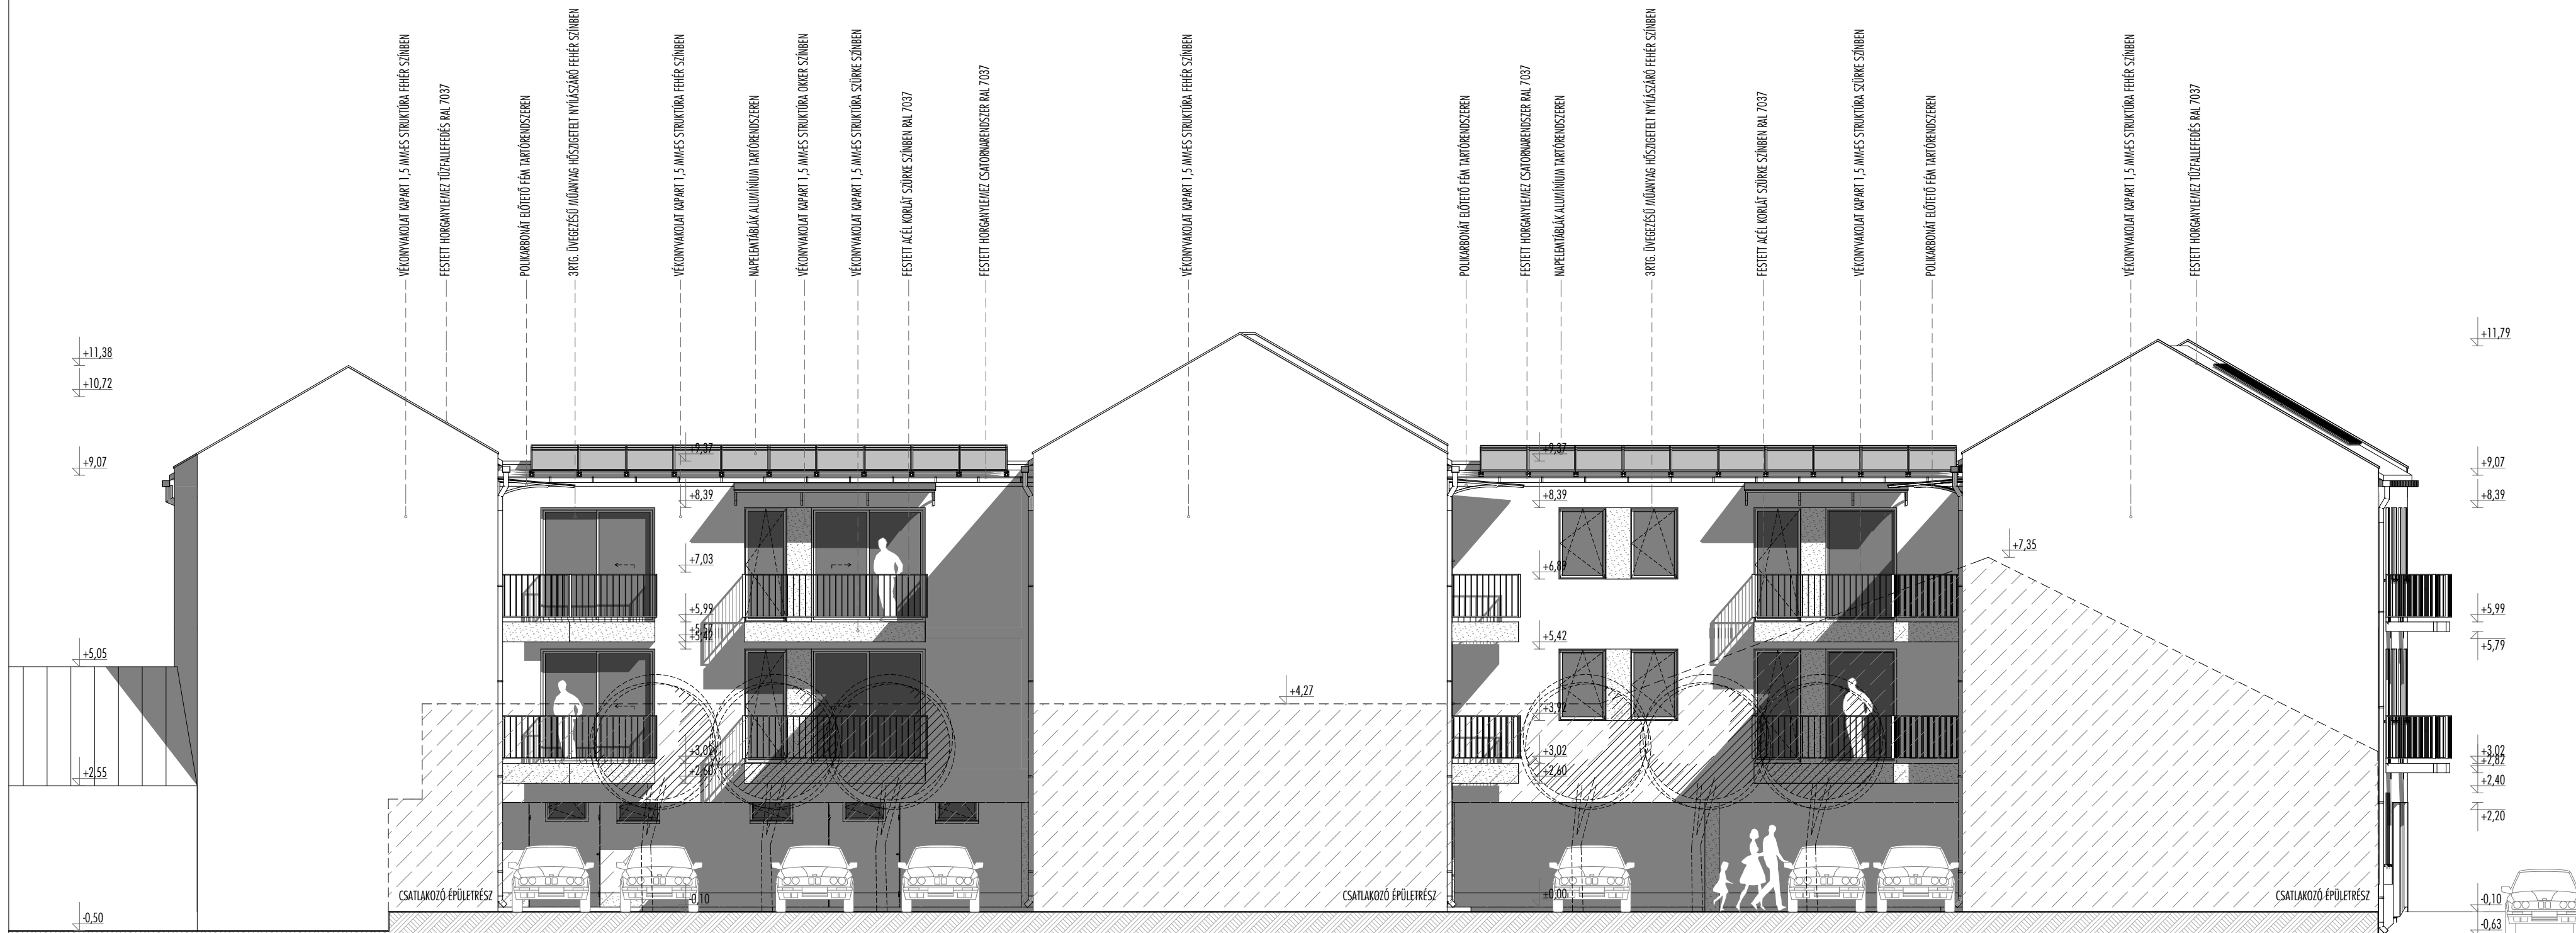 VÉKONYVAKOLAT KAPART 1,5 MM-ES STRUKTÚRA FEHÉR SZÍNBEN
FESTETT HORGANYLEMEZ TŰZFALLEFEDÉS RAL 7037
POLIKARBONÁT ELŐTETŐ FÉM TARTÓRENDSZEREN
3RTG. ÜVEGEZÉSŰ MŰANYAG HŐSZIGETELT NYÍLÁSZÁRÓ FEHÉR SZÍNBEN
VÉKONYVAKOLAT KAPART 1,5 MM-ES STRUKTÚRA FEHÉR SZÍNBEN
NAPELEMTÁBLÁK ALUMÍNIUM TARTÓRENDSZEREN
VÉKONYVAKOLAT KAPART 1,5 MM-ES STRUKTÚRA OKKER SZÍNBEN
VÉKONYVAKOLAT KAPART 1,5 MM-ES STRUKTÚRA SZÜRKE SZÍNBEN
FESTETT ACÉL KORLÁT SZÜRKE SZÍNBEN RAL 7037
FESTETT HORGANYLEMEZ CSATORNARENDSZER RAL 7037
VÉKONYVAKOLAT KAPART 1,5 MM-ES STRUKTÚRA FEHÉR SZÍNBEN
POLIKARBONÁT ELŐTETŐ FÉM TARTÓRENDSZEREN
FESTETT HORGANYLEMEZ CSATORNARENDSZER RAL 7037
NAPELEMTÁBLÁK ALUMÍNIUM TARTÓRENDSZEREN
3RTG. ÜVEGEZÉSŰ MŰANYAG HŐSZIGETELT NYÍLÁSZÁRÓ FEHÉR SZÍNBEN
FESTETT ACÉL KORLÁT SZÜRKE SZÍNBEN RAL 7037
VÉKONYVAKOLAT KAPART 1,5 MM-ES STRUKTÚRA SZÜRKE SZÍNBEN
POLIKARBONÁT ELŐTETŐ FÉM TARTÓRENDSZEREN
VÉKONYVAKOLAT KAPART 1,5 MM-ES STRUKTÚRA FEHÉR SZÍNBEN
FESTETT HORGANYLEMEZ TŰZFALLEFEDÉS RAL 7037
+11,38
+10,72
+9,07
+5,05
+2,55
-0,50
+9,37
+8,39
+7,03
+5,99
+5,57
+5,42
+3,02
+2,60
-0,10
+4,27
+9,37
+8,39
+6,89
+5,42
+3,92
+3,02
+2,60
±0,00
+7,35
+11,79
+9,07
+8,39
+5,99
+5,79
+3,02
+2,82
+2,40
+2,20
-0,10
-0,63
CSATLAKOZÓ ÉPÜLETRÉSZ
CSATLAKOZÓ ÉPÜLETRÉSZ
CSATLAKOZÓ ÉPÜLETRÉSZ